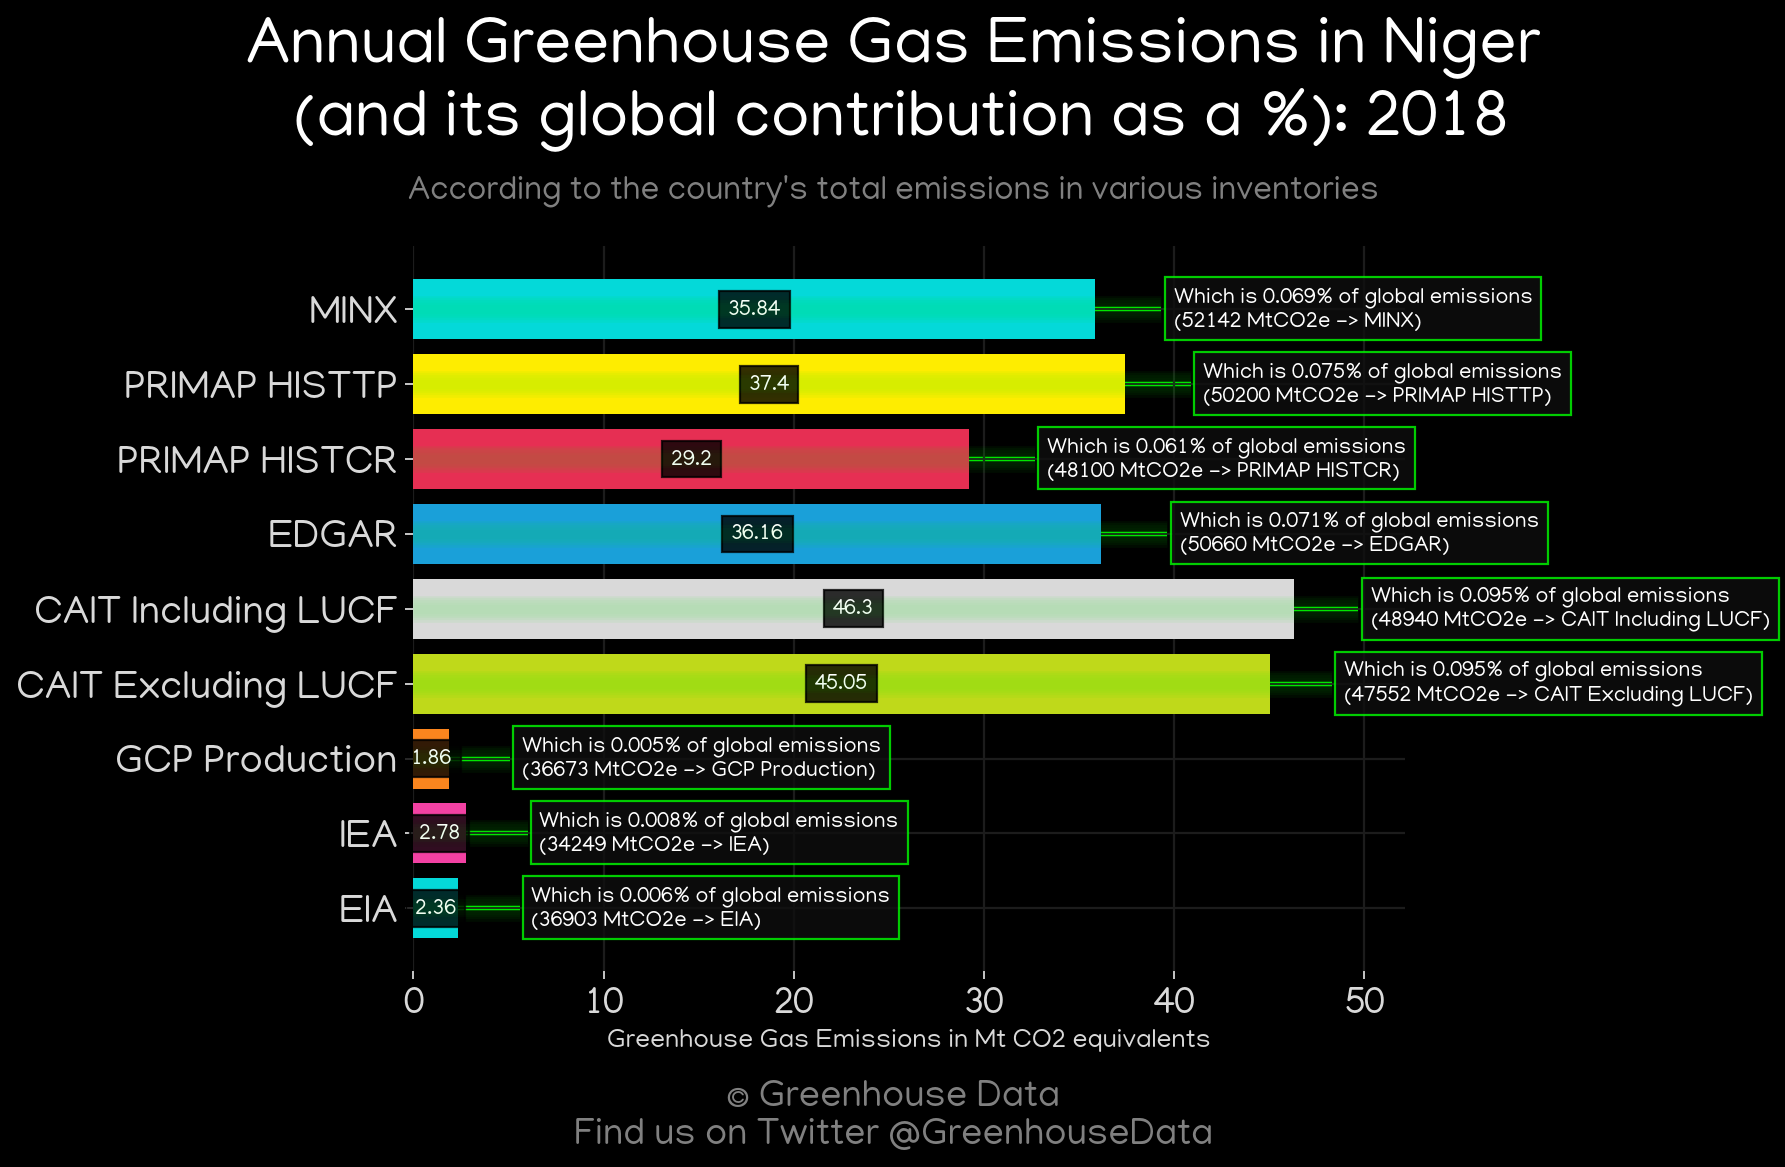 Annual Greenhouse Gas Emissions in Niger
(and its global contribution as a %): 2018
According to the country's total emissions in various inventories
MINX
35.84
Which is 0.069% of global emissions
(52142 MtCO2e -> MINX)
PRIMAP HISTTP
37.4
Which is 0.075% of global emissions
(50200 MtCO2e -> PRIMAP HISTTP)
PRIMAP HISTCR
29.2
Which is 0.061% of global emissions
(48100 MtCO2e -> PRIMAP HISTCR)
EDGAR
36.16
Which is 0.071% of global emissions
(50660 MtCO2e -> EDGAR)
CAIT Including LUCF
46.3
Which is 0.095% of global emissions
(48940 MtCO2e -> CAIT Including LUCF)
CAIT Excluding LUCF
45.05
Which is 0.095% of global emissions
(47552 MtCO2e -> CAIT Excluding LUCF)
GCP Production
1.86
Which is 0.005% of global emissions
(36673 MtCO2e -> GCP Production)
IEA
2.78
Which is 0.008% of global emissions
(34249 MtCO2e -> IEA)
EIA
2.36
Which is 0.006% of global emissions
(36903 MtCO2e -> EIA)
0 10 20 30 40 50
Greenhouse Gas Emissions in Mt CO2 equivalents
© Greenhouse Data
Find us on Twitter @GreenhouseData